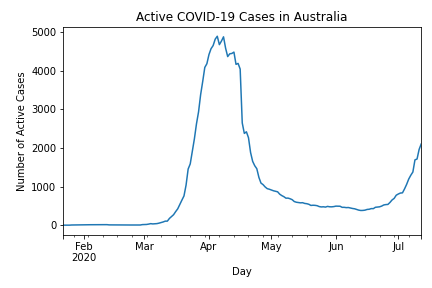 Active COVID-19 Cases in Australia
5000
4000
3000
2000
1000
0
Number of Active Cases
Feb Mar Apr May Jun Jul
2020
Day